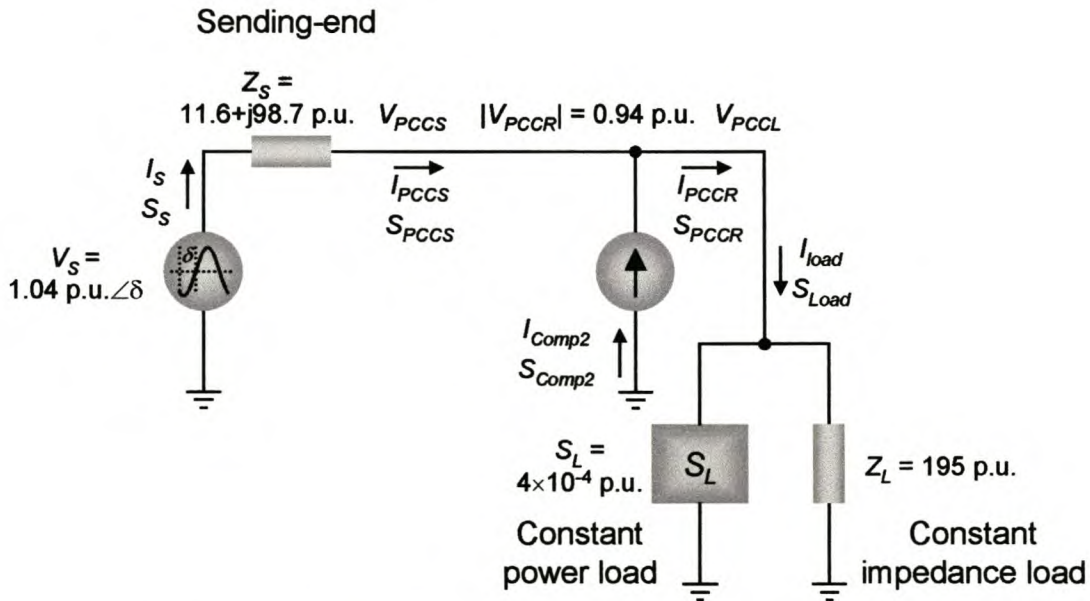 Sending-end
Z_S =
11.6+j98.7 p.u.
V_PCCS
|V_PCCR| = 0.94 p.u.
V_PCCL
I_S
S_S
I_PCCS
S_PCCS
I_PCCR
S_PCCR
V_S =
1.04 p.u.∠δ
δ
I_load
S_Load
I_Comp2
S_Comp2
S_L =
4×10⁻⁴ p.u.
S_L
Z_L = 195 p.u.
Constant
power load
Constant
impedance load